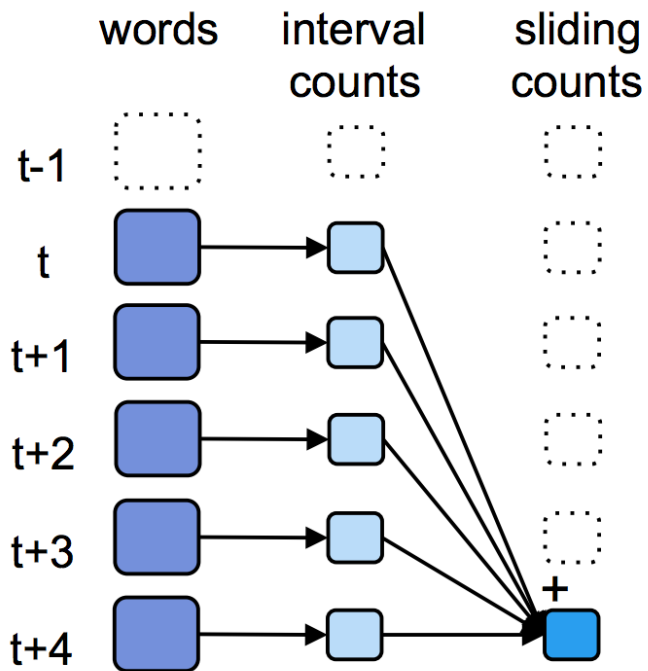 words interval sliding
counts counts
t-1
t
t+1
t+2
t+3
+
t+4